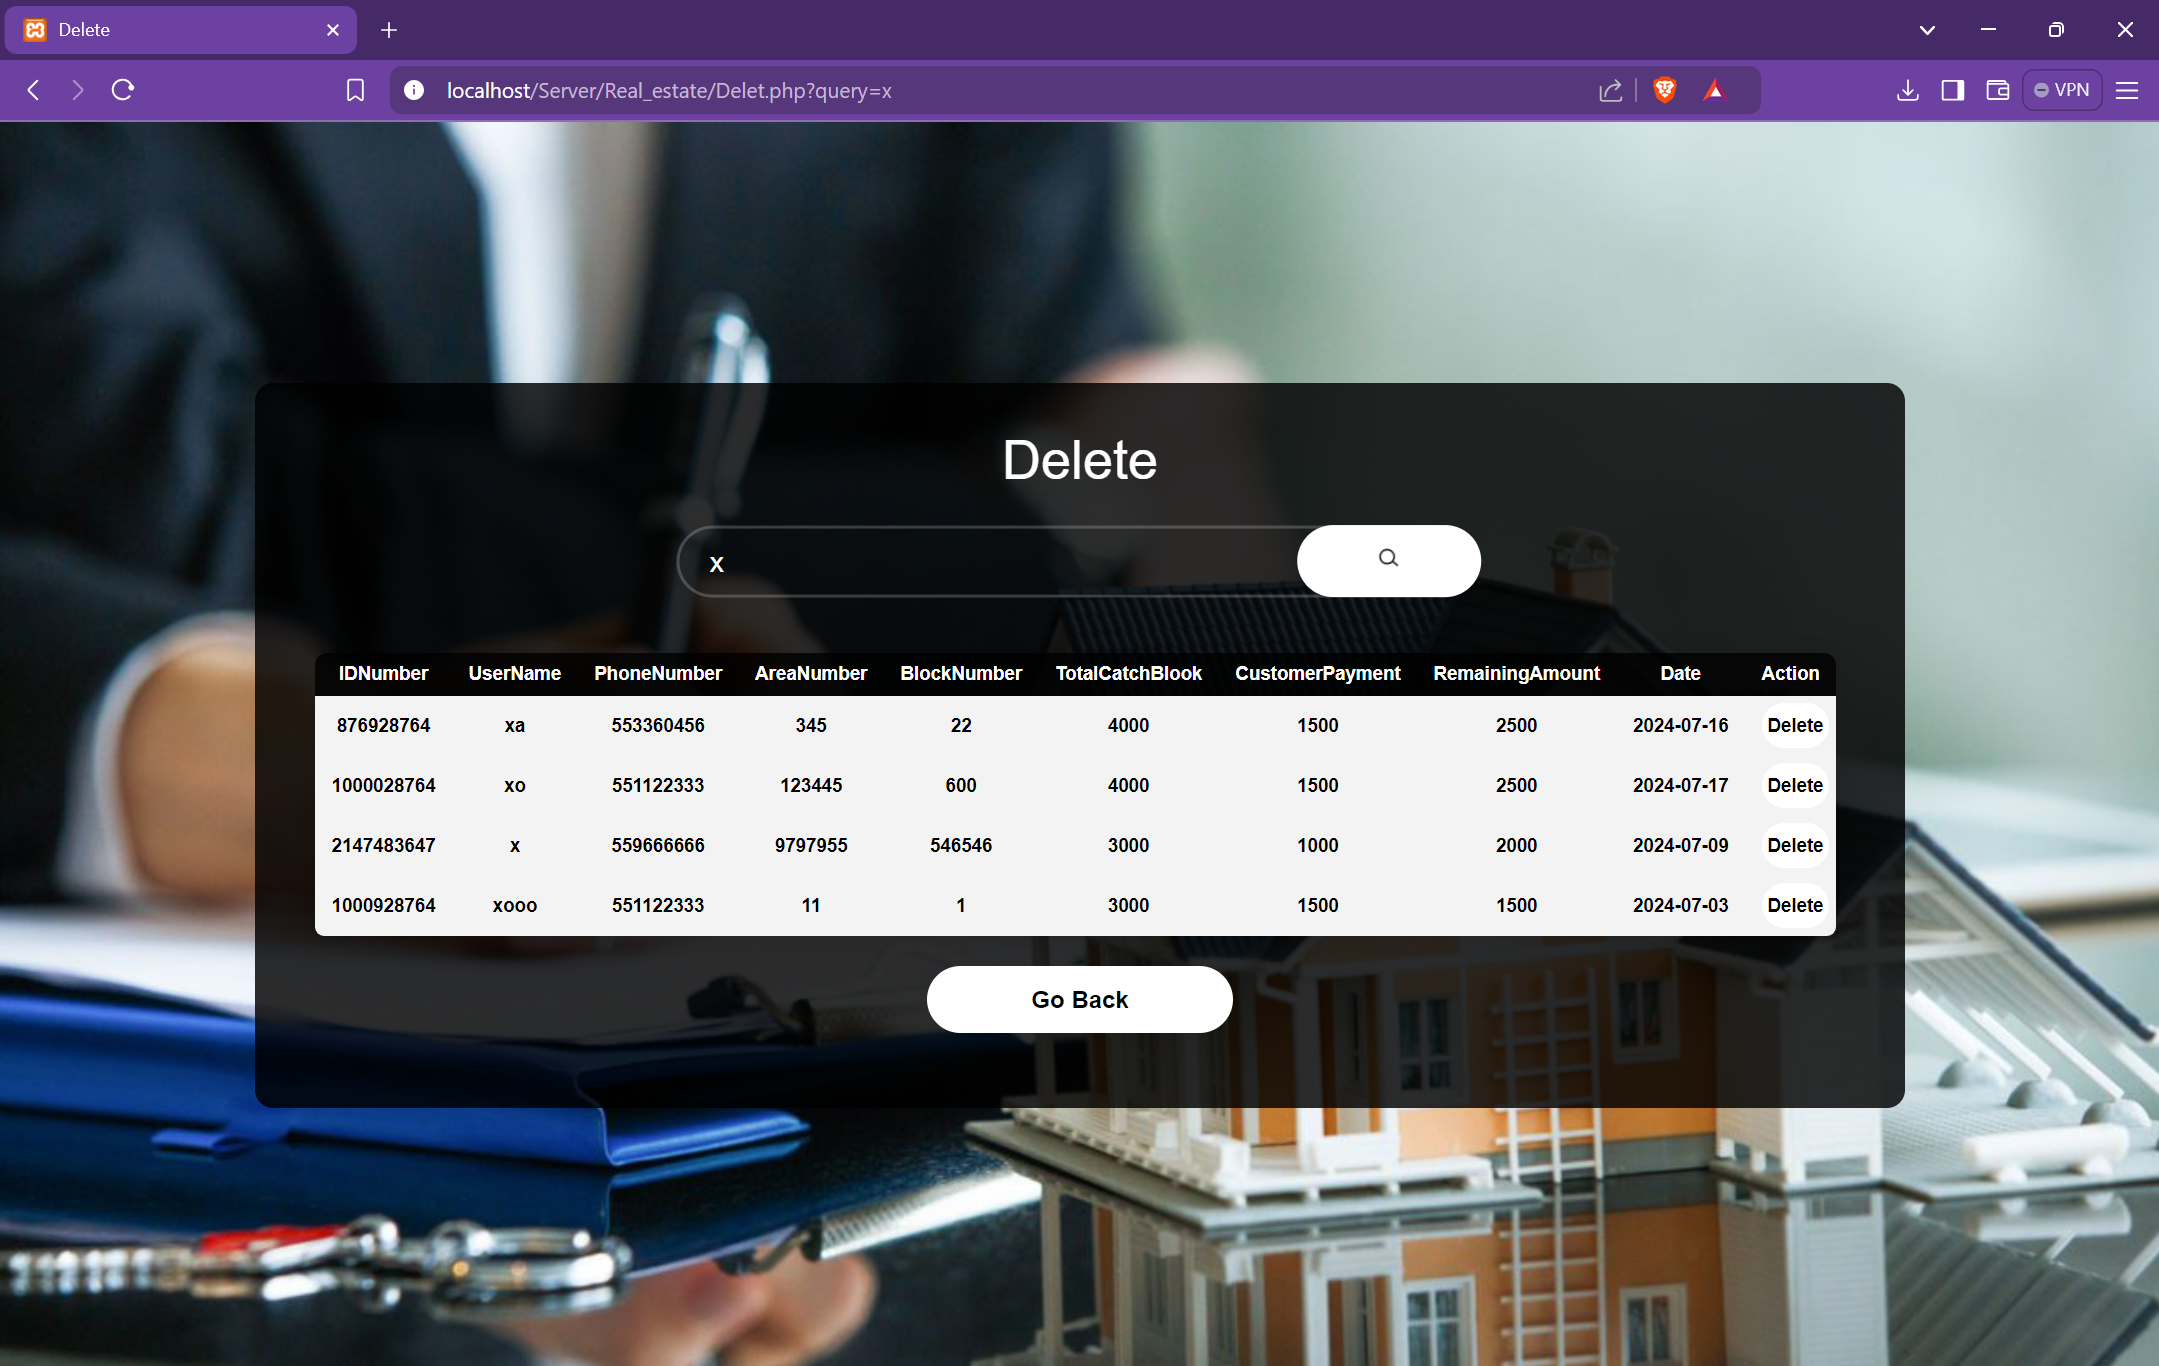 Delete
localhost/Server/Real_estate/Delet.php?query=x
VPN
Delete
x
IDNumber UserName PhoneNumber AreaNumber BlockNumber TotalCatchBlook CustomerPayment RemainingAmount Date Action
876928764 xa 553360456 345 22 4000 1500 2500 2024-07-16 Delete
1000028764 xo 551122333 123445 600 4000 1500 2500 2024-07-17 Delete
2147483647 x 559666666 9797955 546546 3000 1000 2000 2024-07-09 Delete
1000928764 xooo 551122333 11 1 3000 1500 1500 2024-07-03 Delete
Go Back